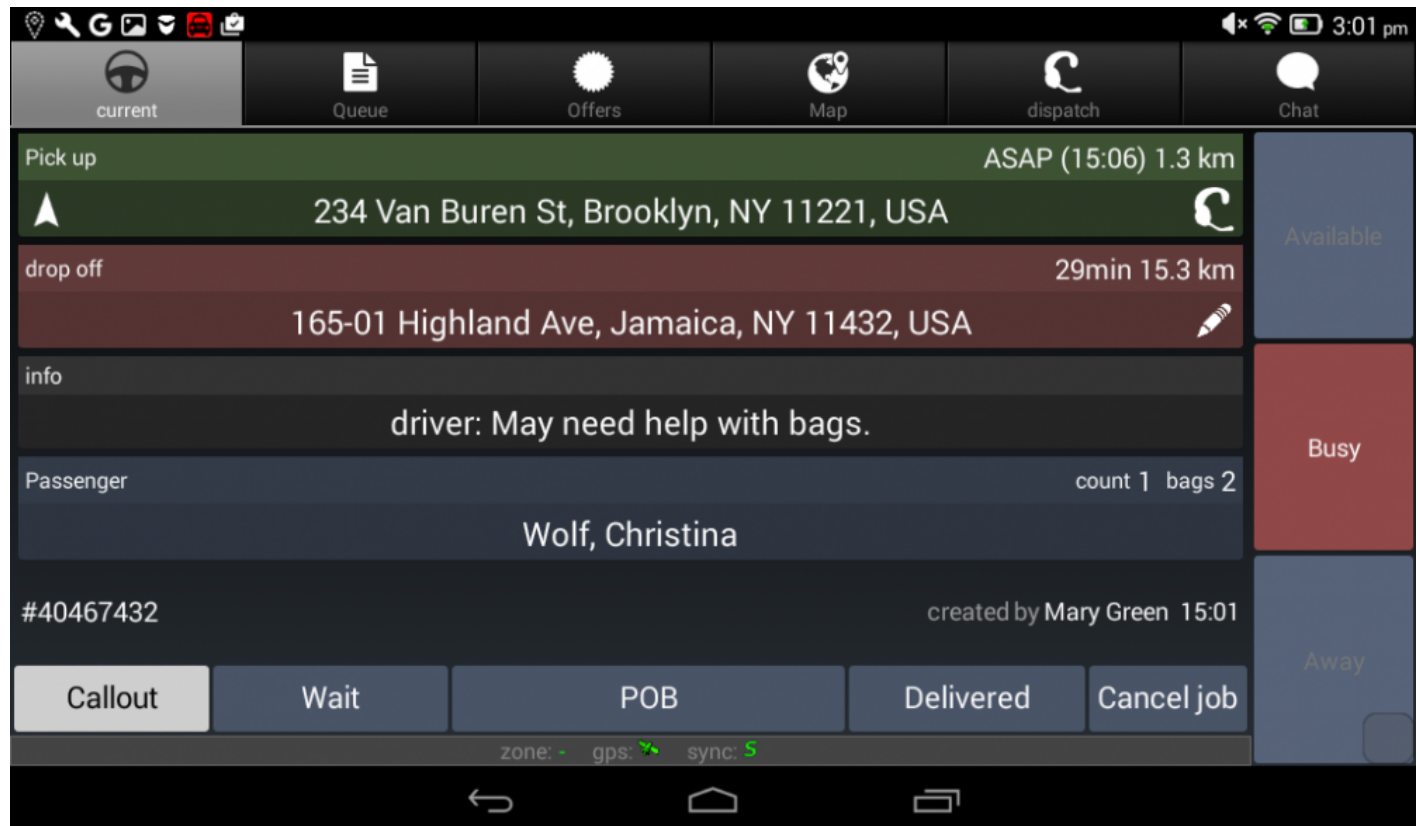 3:01 pm
current Queue Offers Map dispatch Chat
Pick up ASAP (15:06) 1.3 km
234 Van Buren St, Brooklyn, NY 11221, USA
Available
drop off 29min 15.3 km
165-01 Highland Ave, Jamaica, NY 11432, USA
info
driver: May need help with bags.
Busy
Passenger count 1 bags 2
Wolf, Christina
#40467432 created by Mary Green 15:01
Away
Callout Wait POB Delivered Cancel job
zone: - gps: sync: S